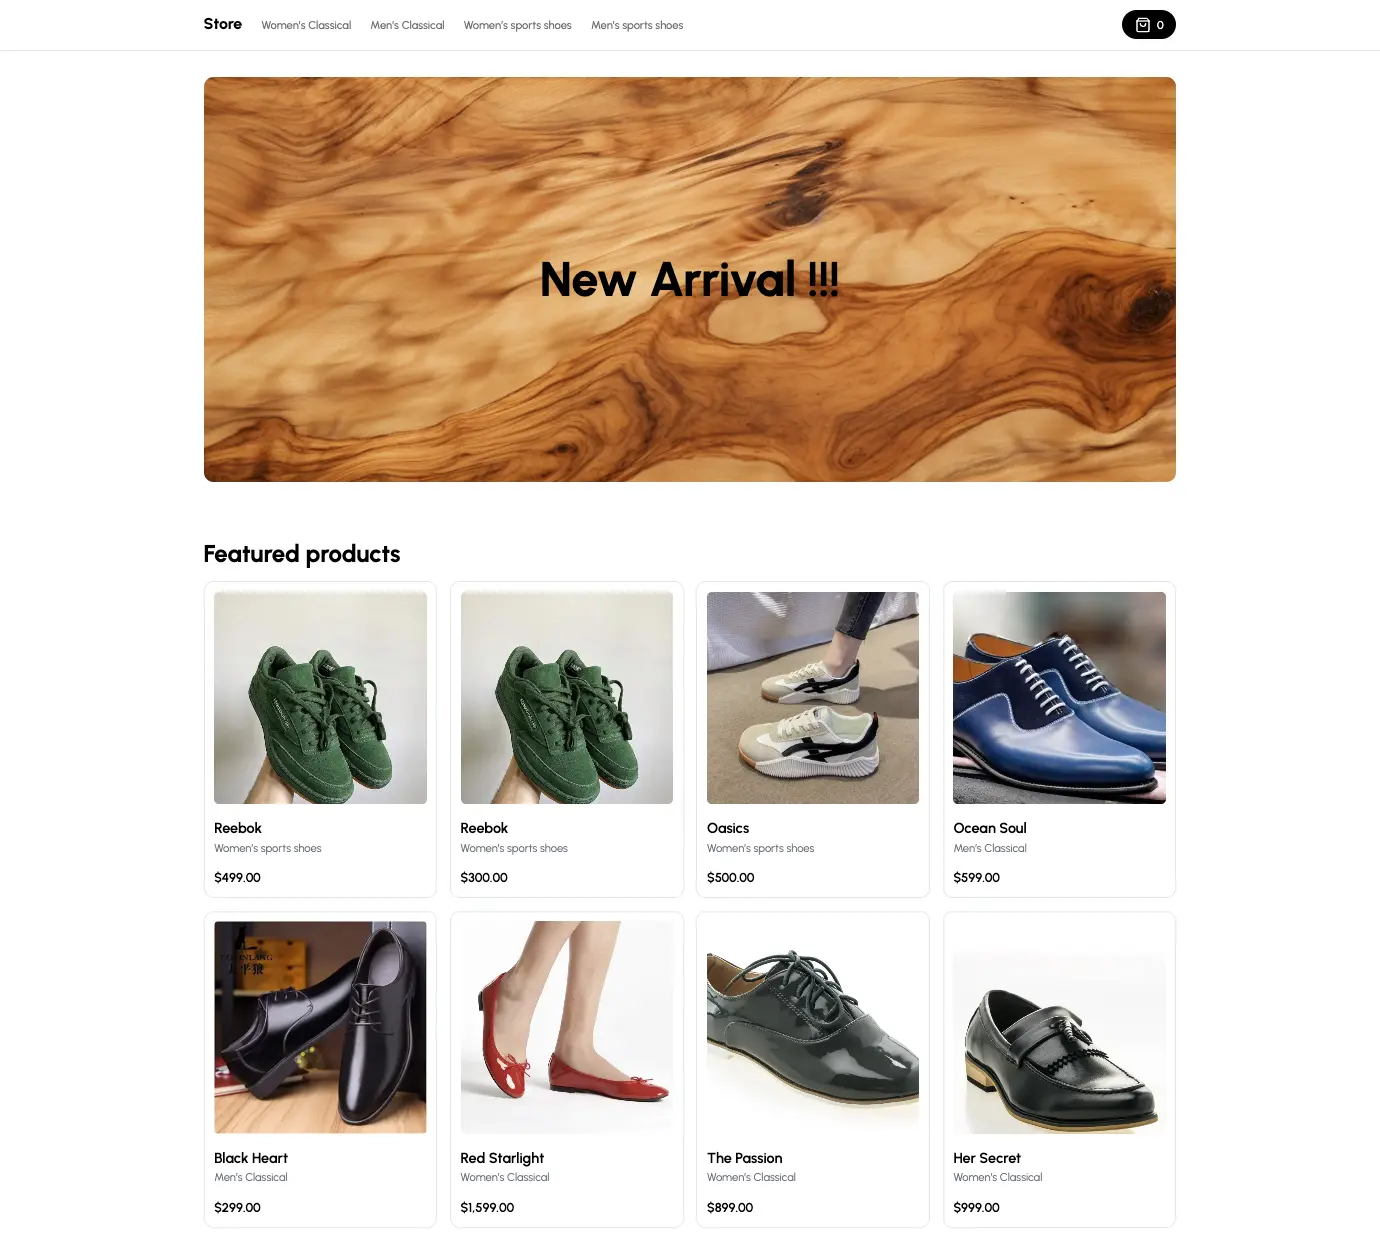 Store
Women's Classical
Men's Classical
Women's sports shoes
Men's sports shoes
0
New Arrival !!!
Featured products
Reebok
Women's sports shoes
$499.00
Reebok
Women's sports shoes
$300.00
Oasics
Women's sports shoes
$500.00
Ocean Soul
Men's Classical
$599.00
Black Heart
Men's Classical
$299.00
Red Starlight
Women's Classical
$1,599.00
The Passion
Women's Classical
$899.00
Her Secret
Women's Classical
$999.00